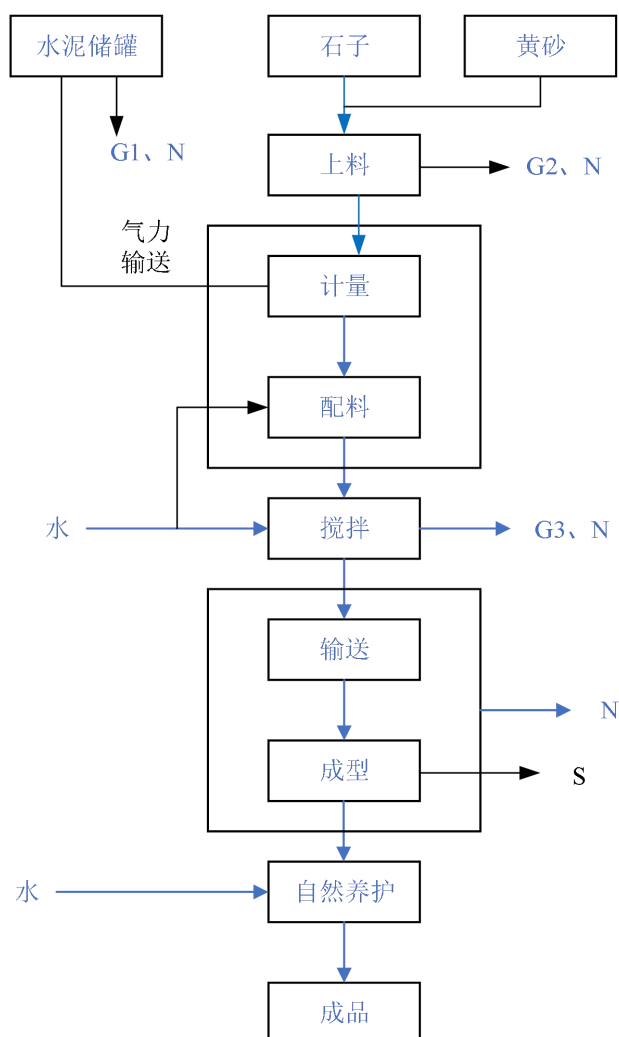 水泥储罐
石子
黄砂
G1、N
上料
G2、N
气力
输送
计量
配料
水
搅拌
G3、N
输送
N
成型
S
水
自然养护
成品